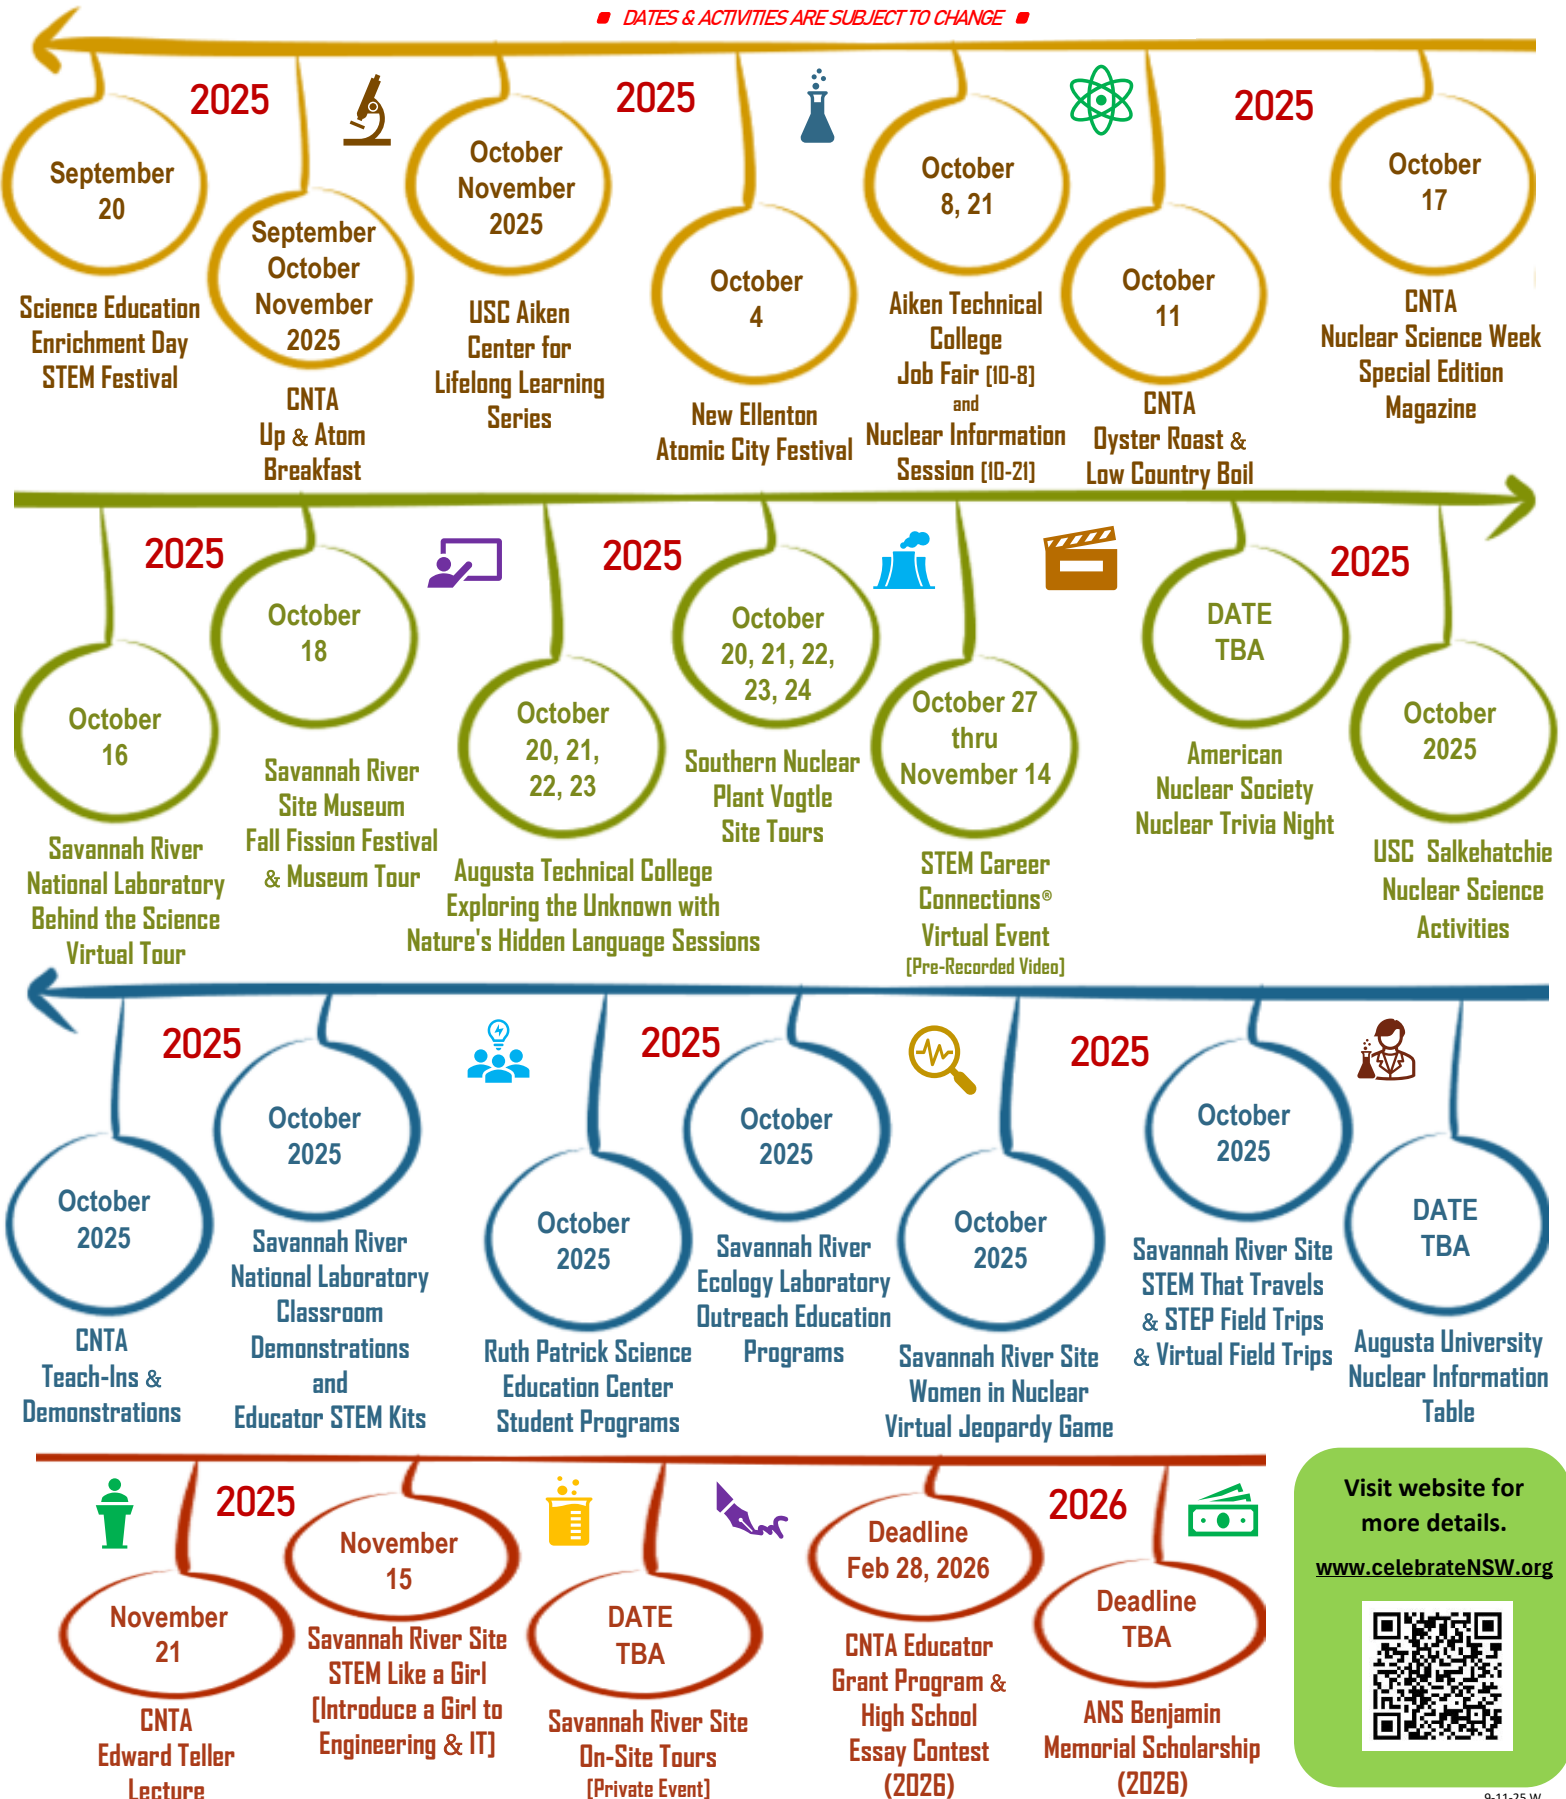 DATES & ACTIVITIES ARE SUBJECT TO CHANGE
2025
2025
2025
September
20
Science Education
Enrichment Day
STEM Festival
September
October
November
2025
CNTA
Up & Atom
Breakfast
October
November
2025
USC Aiken
Center for
Lifelong Learning
Series
October
4
New Ellenton
Atomic City Festival
October
8, 21
Aiken Technical
College
Job Fair [10-8]
and
Nuclear Information
Session [10-21]
October
11
CNTA
Oyster Roast &
Low Country Boil
October
17
CNTA
Nuclear Science Week
Special Edition
Magazine
2025
2025
2025
October
16
Savannah River
National Laboratory
Behind the Science
Virtual Tour
October
18
Savannah River
Site Museum
Fall Fission Festival
& Museum Tour
October
20, 21,
22, 23
Augusta Technical College
Exploring the Unknown with
Nature's Hidden Language Sessions
October
20, 21, 22,
23, 24
Southern Nuclear
Plant Vogtle
Site Tours
October 27
thru
November 14
STEM Career
Connections®
Virtual Event
[Pre-Recorded Video]
DATE
TBA
American
Nuclear Society
Nuclear Trivia Night
October
2025
USC Salkehatchie
Nuclear Science
Activities
2025
2025
2025
October
2025
CNTA
Teach-Ins &
Demonstrations
October
2025
Savannah River
National Laboratory
Classroom
Demonstrations
and
Educator STEM Kits
October
2025
Ruth Patrick Science
Education Center
Student Programs
October
2025
Savannah River
Ecology Laboratory
Outreach Education
Programs
October
2025
Savannah River Site
Women in Nuclear
Virtual Jeopardy Game
October
2025
Savannah River Site
STEM That Travels
& STEP Field Trips
& Virtual Field Trips
DATE
TBA
Augusta University
Nuclear Information
Table
2025
2026
November
21
CNTA
Edward Teller
Lecture
November
15
Savannah River Site
STEM Like a Girl
[Introduce a Girl to
Engineering & IT]
DATE
TBA
Savannah River Site
On-Site Tours
[Private Event]
Deadline
Feb 28, 2026
CNTA Educator
Grant Program &
High School
Essay Contest
(2026)
Deadline
TBA
ANS Benjamin
Memorial Scholarship
(2026)
Visit website for
more details.
www.celebrateNSW.org
9-11-25 W